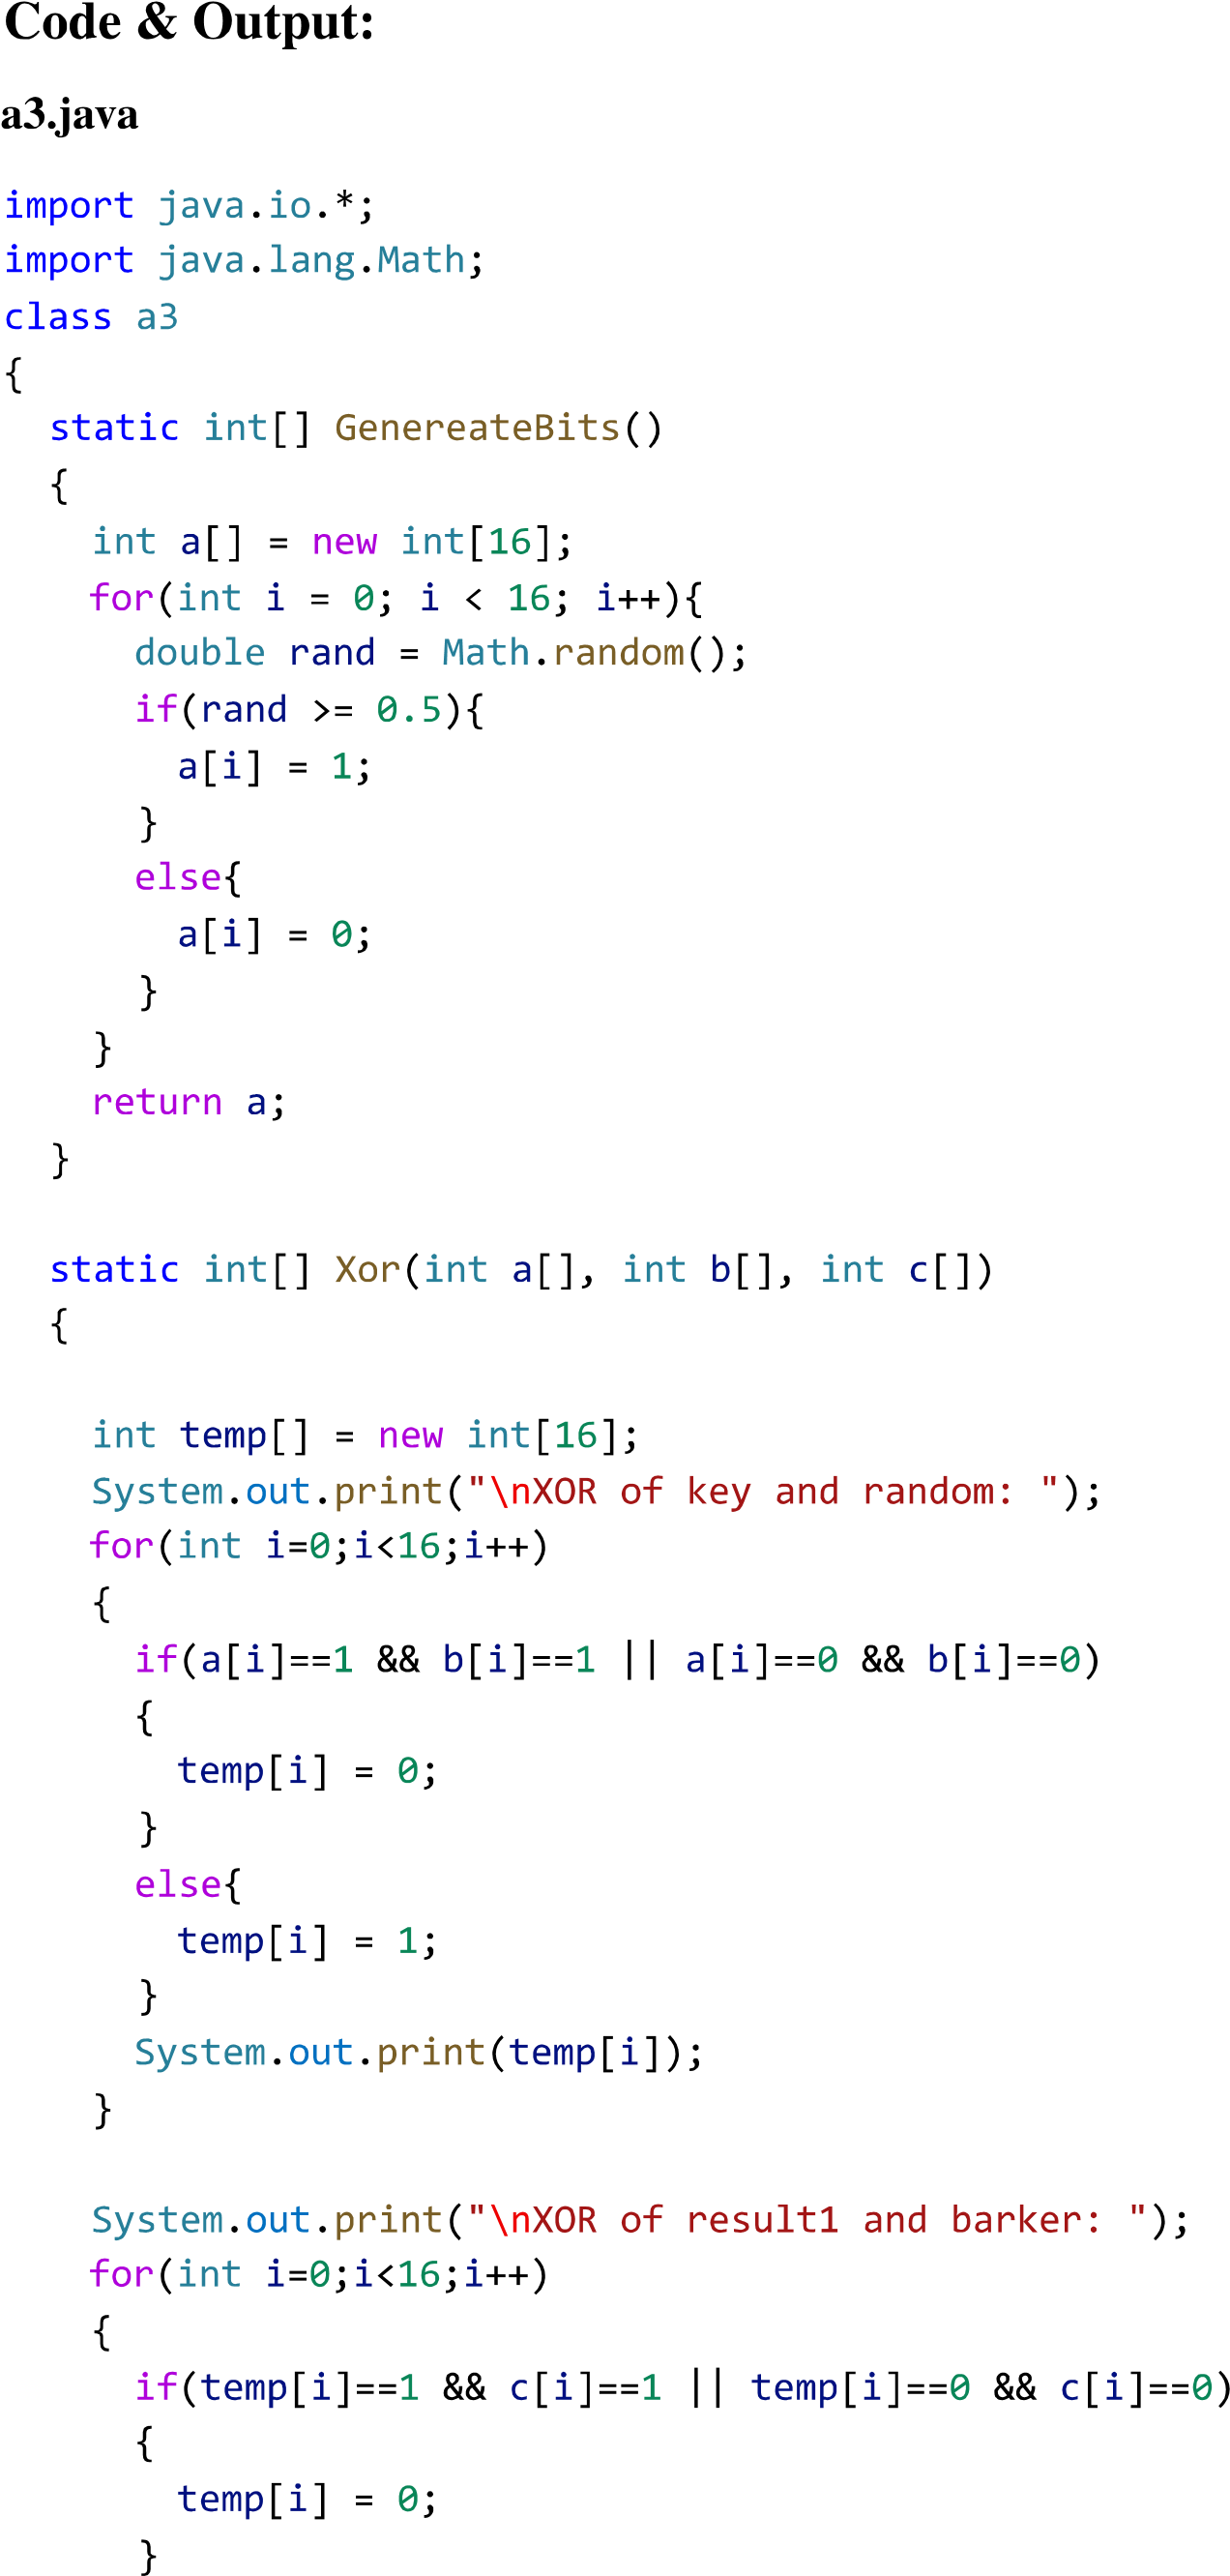 Code & Output:
a3.java
import java.io.*;
import java.lang.Math;
class a3
{
  static int[] GenereateBits()
  {
    int a[] = new int[16];
    for(int i = 0; i < 16; i++){
      double rand = Math.random();
      if(rand >= 0.5){
        a[i] = 1;
      }
      else{
        a[i] = 0;
      }
    }
    return a;
  }
  static int[] Xor(int a[], int b[], int c[])
  {
    int temp[] = new int[16];
    System.out.print("\nXOR of key and random: ");
    for(int i=0;i<16;i++)
    {
      if(a[i]==1 && b[i]==1 || a[i]==0 && b[i]==0)
      {
        temp[i] = 0;
      }
      else{
        temp[i] = 1;
      }
      System.out.print(temp[i]);
    }
    System.out.print("\nXOR of result1 and barker: ");
    for(int i=0;i<16;i++)
    {
      if(temp[i]==1 && c[i]==1 || temp[i]==0 && c[i]==0)
      {
        temp[i] = 0;
      }